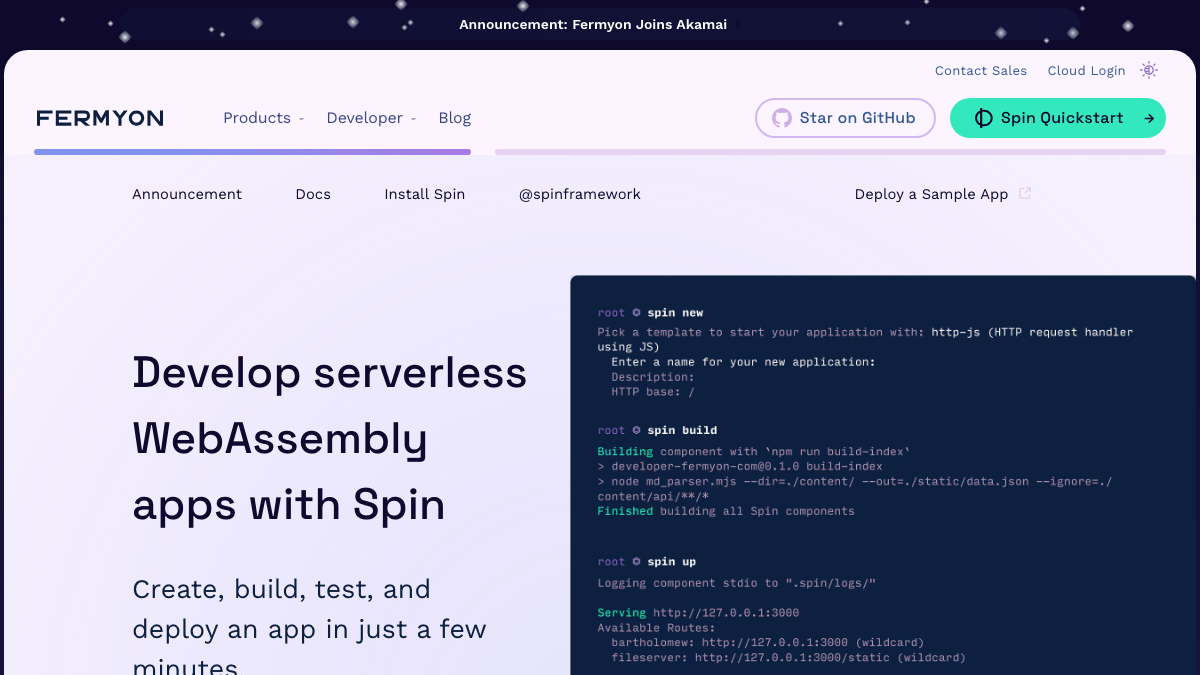 Announcement: Fermyon Joins Akamai
Contact Sales
Cloud Login
FERMYON
Products
Developer
Blog
Star on GitHub
Spin Quickstart
Announcement
Docs
Install Spin
@spinframework
Deploy a Sample App
Develop serverless
WebAssembly
apps with Spin
Create, build, test, and
deploy an app in just a few
minutes
root spin new
Pick a template to start your application with: http-js (HTTP request handler
using JS)
Enter a name for your new application:
Description:
HTTP base: /
root spin build
Building component with `npm run build-index`
> developer-fermyon-com@0.1.0 build-index
> node md_parser.mjs --dir=./content/ --out=./static/data.json --ignore=./
content/api/**/*
Finished building all Spin components
root spin up
Logging component stdio to ".spin/logs/"
Serving http://127.0.0.1:3000
Available Routes:
bartholomew: http://127.0.0.1:3000 (wildcard)
fileserver: http://127.0.0.1:3000/static (wildcard)